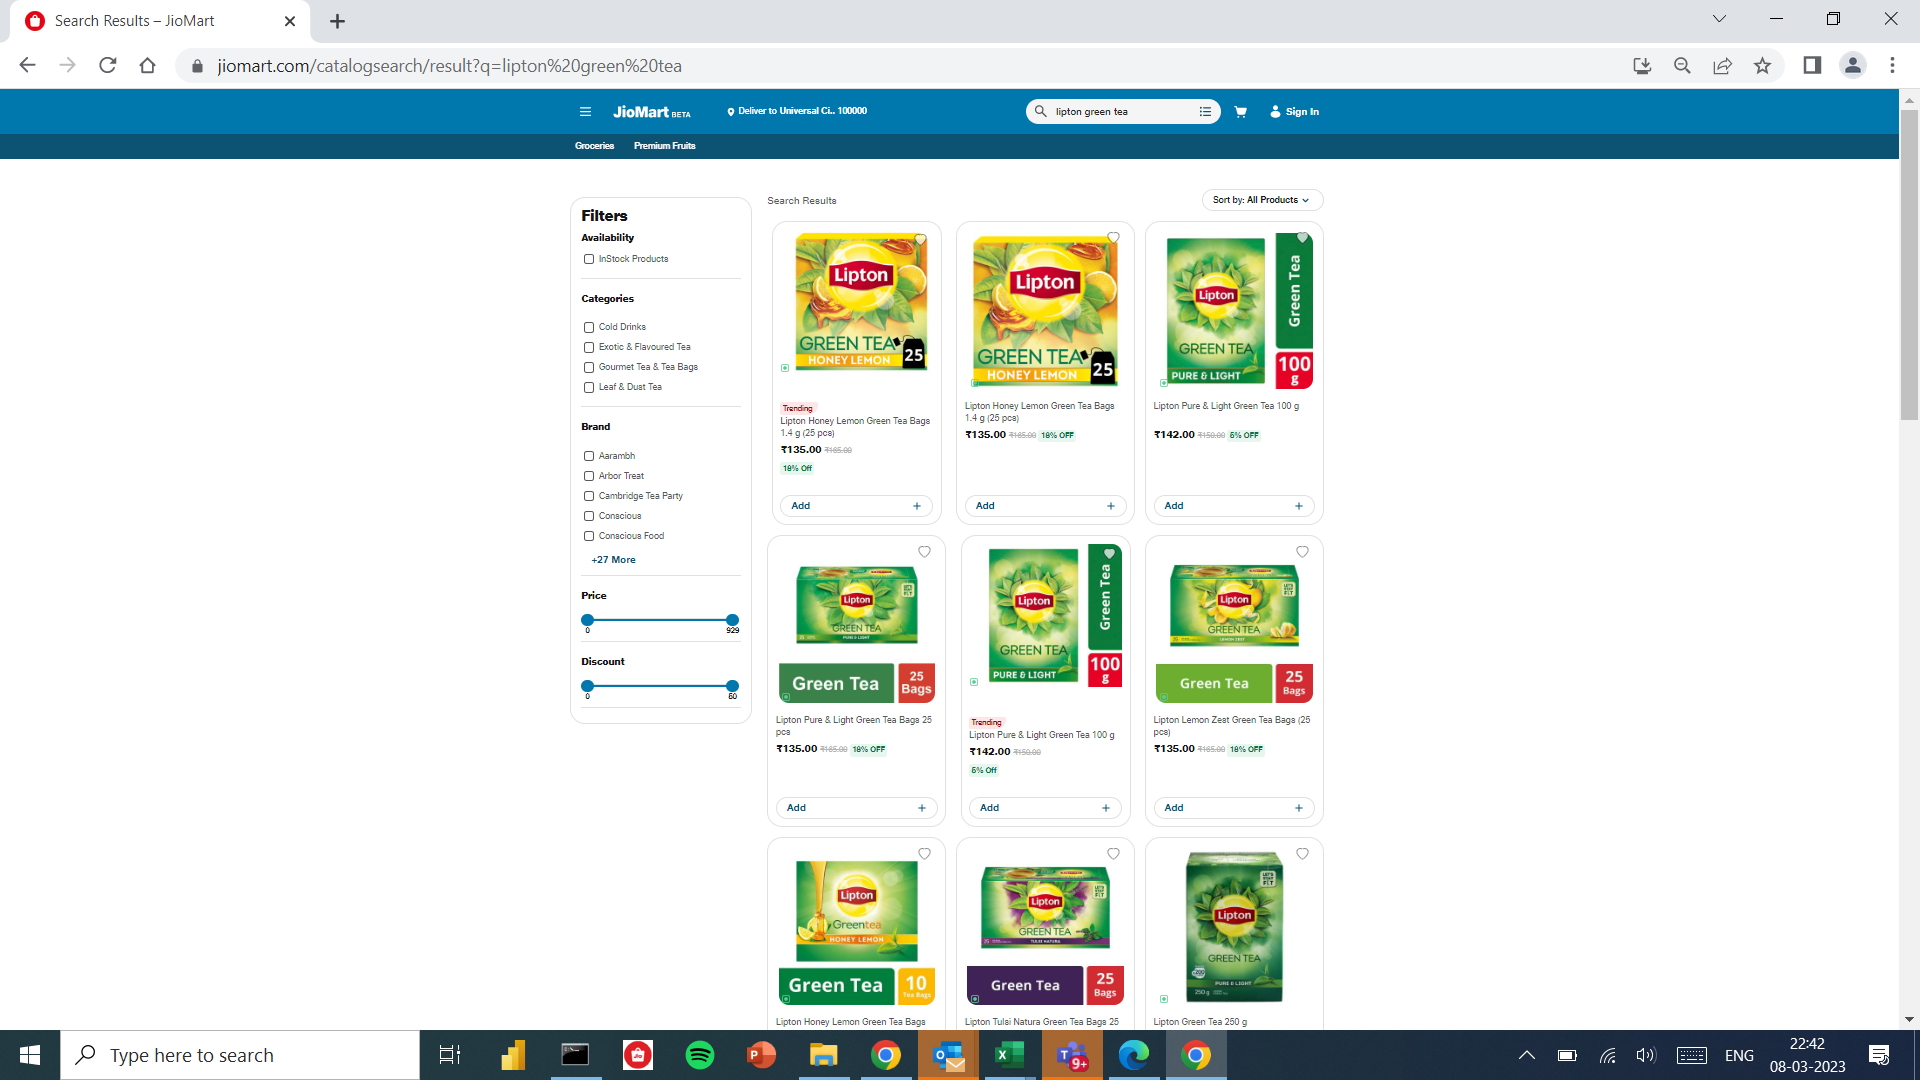 Search Results – JioMart
jiomart.com/catalogsearch/result?q=lipton%20green%20tea
JioMart BETA
Deliver to Universal Ci.. 100000
lipton green tea
Sign In
Groceries
Premium Fruits
Filters
Availability
InStock Products
Categories
Cold Drinks
Exotic & Flavoured Tea
Gourmet Tea & Tea Bags
Leaf & Dust Tea
Brand
Aarambh
Arbor Treat
Cambridge Tea Party
Conscious
Conscious Food
+27 More
Price
0
929
Discount
0
50
Search Results
Sort by: All Products
Lipton
GREEN TEA
HONEY LEMON
25
Trending
Lipton Honey Lemon Green Tea Bags
1.4 g (25 pcs)
₹135.00 ₹165.00
18% Off
Add +
Lipton
GREEN TEA
HONEY LEMON
25
Lipton Honey Lemon Green Tea Bags
1.4 g (25 pcs)
₹135.00 ₹165.00 18% OFF
Add +
Lipton
GREEN TEA
PURE & LIGHT
Green Tea
100
g
Lipton Pure & Light Green Tea 100 g
₹142.00 ₹150.00 5% OFF
Add +
Lipton
GREEN TEA
PURE & LIGHT
Green Tea
25
Bags
Lipton Pure & Light Green Tea Bags 25
pcs
₹135.00 ₹165.00 18% OFF
Add +
Lipton
GREEN TEA
PURE & LIGHT
Green Tea
100
g
Trending
Lipton Pure & Light Green Tea 100 g
₹142.00 ₹150.00
5% Off
Add +
Lipton
GREEN TEA
LEMON ZEST
Green Tea
25
Bags
Lipton Lemon Zest Green Tea Bags (25
pcs)
₹135.00 ₹165.00 18% OFF
Add +
Lipton
Greentea
HONEY LEMON
Green Tea
10
Tea Bags
Lipton Honey Lemon Green Tea Bags
Lipton
GREEN TEA
TULSI NATURA
Green Tea
25
Bags
Lipton Tulsi Natura Green Tea Bags 25
Lipton
GREEN TEA
PURE & LIGHT
250 g
Lipton Green Tea 250 g
Type here to search
9+
ENG
22:42
08-03-2023